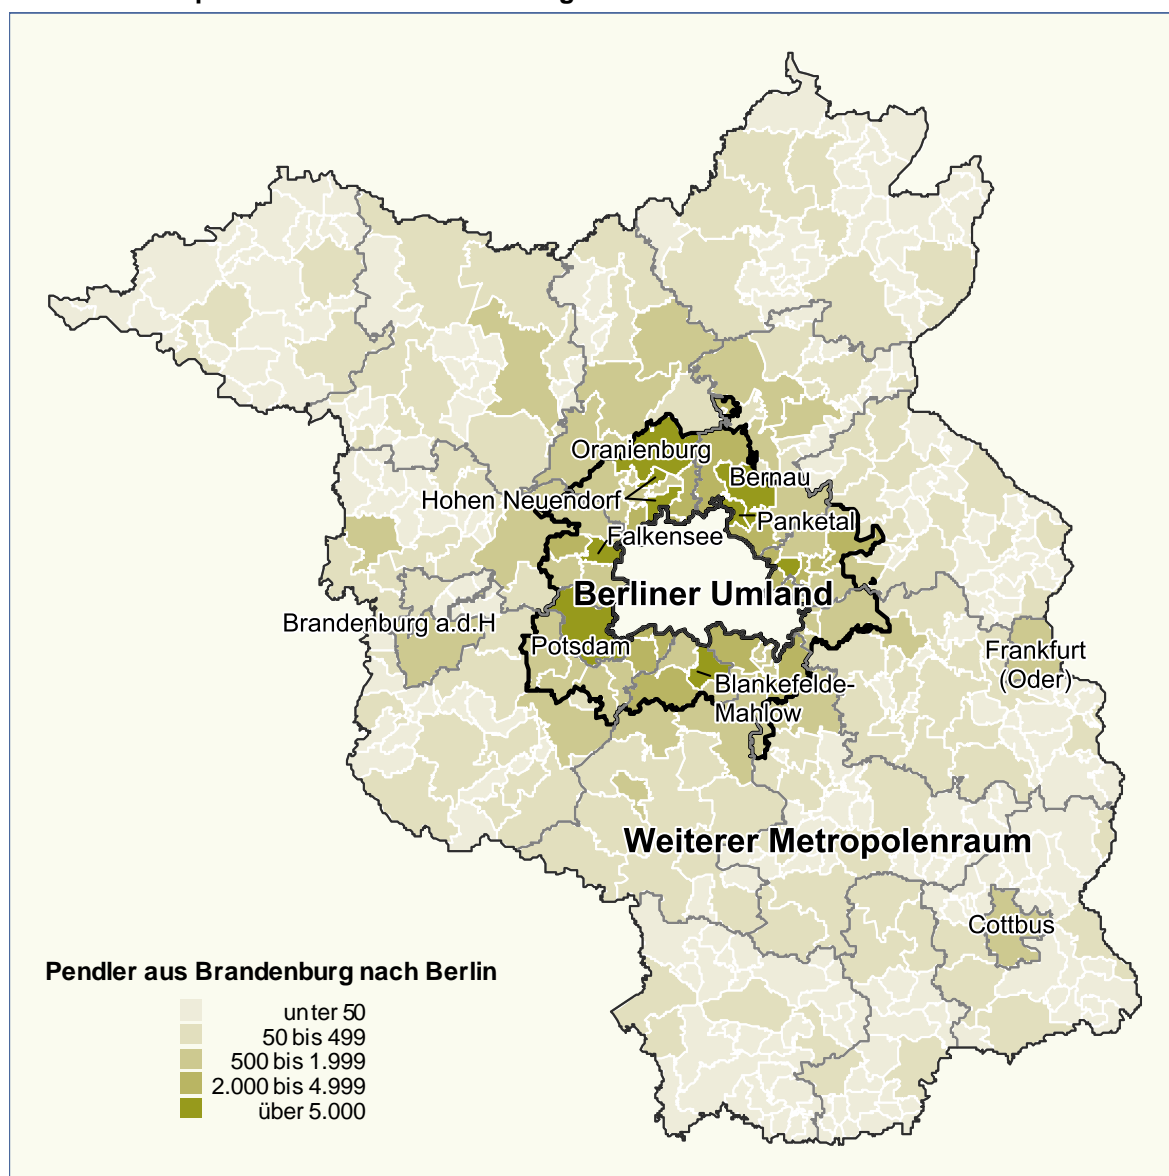 Oranienburg
Bernau
Hohen Neuendorf
Panketal
Falkensee
Berliner Umland
Brandenburg a.d.H
Potsdam
Frankfurt
(Oder)
Blankefelde-
Mahlow
Weiterer Metropolenraum
Cottbus
Pendler aus Brandenburg nach Berlin
unter 50
50 bis 499
500 bis 1.999
2.000 bis 4.999
über 5.000